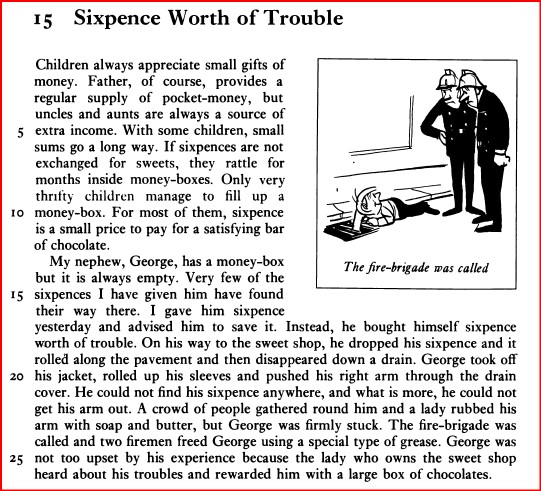 15 Sixpence Worth of Trouble
Children always appreciate small gifts of
money. Father, of course, provides a
regular supply of pocket-money, but
uncles and aunts are always a source of
5 extra income. With some children, small
sums go a long way. If sixpences are not
exchanged for sweets, they rattle for
months inside money-boxes. Only very
thrifty children manage to fill up a
10 money-box. For most of them, sixpence
is a small price to pay for a satisfying bar
of chocolate.
My nephew, George, has a money-box
but it is always empty. Very few of the
15 sixpences I have given him have found
their way there. I gave him sixpence
yesterday and advised him to save it. Instead, he bought himself sixpence
worth of trouble. On his way to the sweet shop, he dropped his sixpence and it
rolled along the pavement and then disappeared down a drain. George took off
20 his jacket, rolled up his sleeves and pushed his right arm through the drain
cover. He could not find his sixpence anywhere, and what is more, he could not
get his arm out. A crowd of people gathered round him and a lady rubbed his
arm with soap and butter, but George was firmly stuck. The fire-brigade was
called and two firemen freed George using a special type of grease. George was
25 not too upset by his experience because the lady who owns the sweet shop
heard about his troubles and rewarded him with a large box of chocolates.
The fire-brigade was called